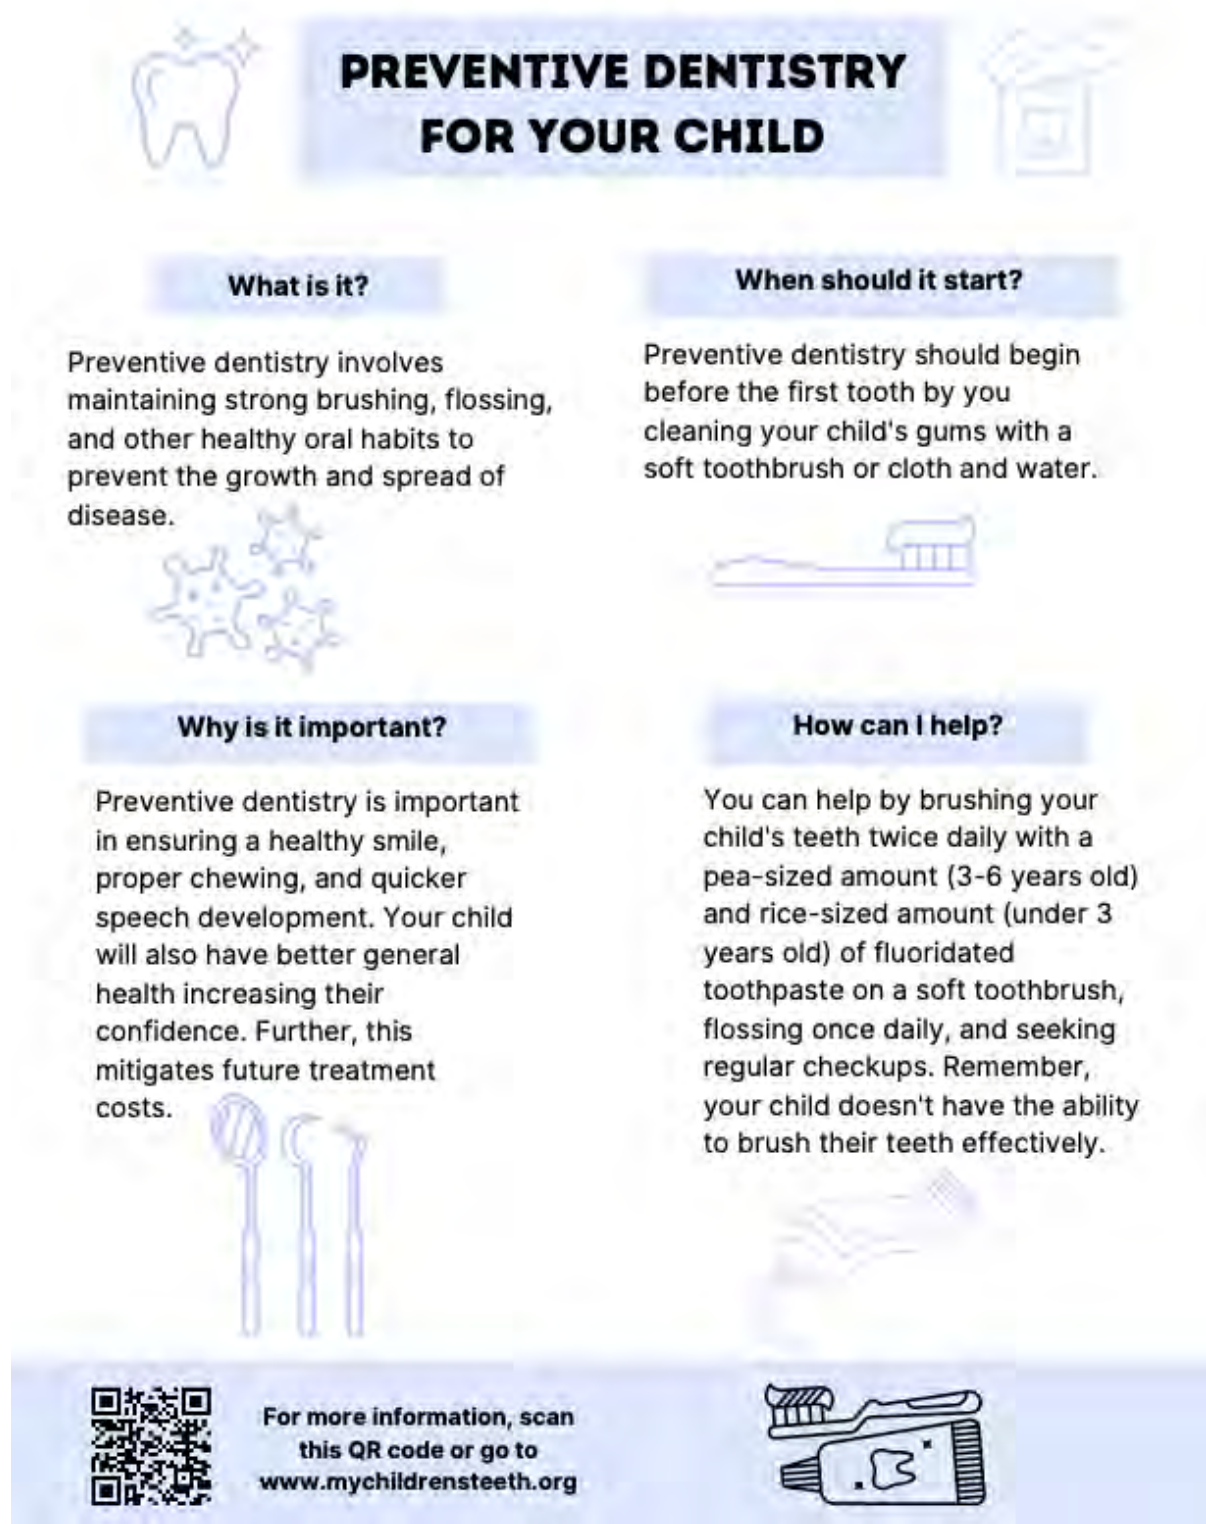 PREVENTIVE DENTISTRY
FOR YOUR CHILD
What is it?
Preventive dentistry involves
maintaining strong brushing, flossing,
and other healthy oral habits to
prevent the growth and spread of
disease.
When should it start?
Preventive dentistry should begin
before the first tooth by you
cleaning your child's gums with a
soft toothbrush or cloth and water.
Why is it important?
Preventive dentistry is important
in ensuring a healthy smile,
proper chewing, and quicker
speech development. Your child
will also have better general
health increasing their
confidence. Further, this
mitigates future treatment
costs.
How can I help?
You can help by brushing your
child's teeth twice daily with a
pea-sized amount (3-6 years old)
and rice-sized amount (under 3
years old) of fluoridated
toothpaste on a soft toothbrush,
flossing once daily, and seeking
regular checkups. Remember,
your child doesn't have the ability
to brush their teeth effectively.
For more information, scan
this QR code or go to
www.mychildrensteeth.org